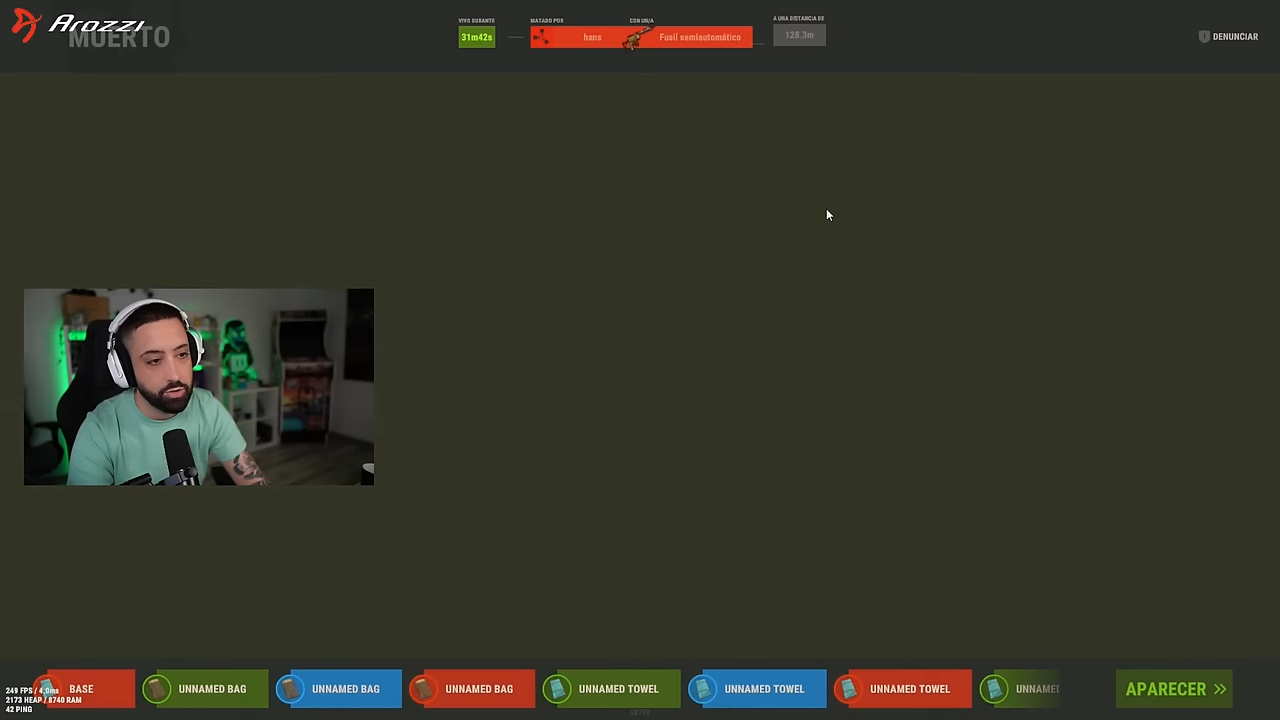 Arozzi
MUERTO
VIVO DURANTE
31m42s
MATADO POR
hans
CON UN/A
Fusil semiautomático
A UNA DISTANCIA DE
128.3m
DENUNCIAR
BASE
UNNAMED BAG
UNNAMED BAG
UNNAMED BAG
UNNAMED TOWEL
UNNAMED TOWEL
UNNAMED TOWEL
UNNAMED
APARECER
249 FPS / 4,0ms
2173 HEAP / 8740 RAM
42 PING